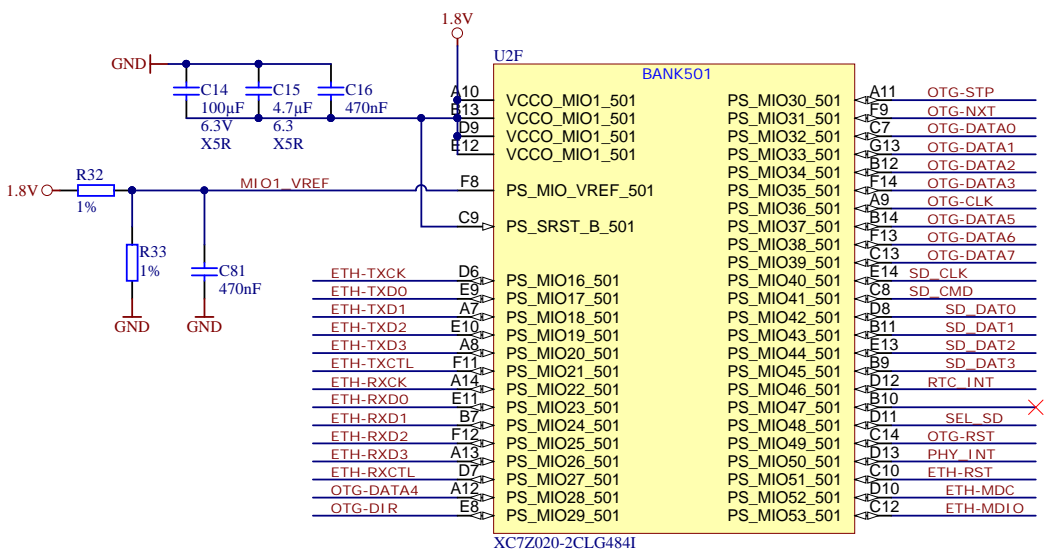 1.8V
U2F
GND
BANK501
C14
100µF
6.3V
X5R
C15
4.7µF
6.3
X5R
C16
470nF
A10 VCCO_MIO1_501
B13 VCCO_MIO1_501
D9 VCCO_MIO1_501
E12 VCCO_MIO1_501
1.8V R32 MIO1_VREF F8 PS_MIO_VREF_501
1%
C9 PS_SRST_B_501
R33
1%
C81
470nF
GND GND
ETH-TXCK D6 PS_MIO16_501
ETH-TXD0 E9 PS_MIO17_501
ETH-TXD1 A7 PS_MIO18_501
ETH-TXD2 E10 PS_MIO19_501
ETH-TXD3 A8 PS_MIO20_501
ETH-TXCTL F11 PS_MIO21_501
ETH-RXCK A14 PS_MIO22_501
ETH-RXD0 E11 PS_MIO23_501
ETH-RXD1 B7 PS_MIO24_501
ETH-RXD2 F12 PS_MIO25_501
ETH-RXD3 A13 PS_MIO26_501
ETH-RXCTL D7 PS_MIO27_501
OTG-DATA4 A12 PS_MIO28_501
OTG-DIR E8 PS_MIO29_501
PS_MIO30_501 A11 OTG-STP
PS_MIO31_501 F9 OTG-NXT
PS_MIO32_501 C7 OTG-DATA0
PS_MIO33_501 G13 OTG-DATA1
PS_MIO34_501 B12 OTG-DATA2
PS_MIO35_501 F14 OTG-DATA3
PS_MIO36_501 A9 OTG-CLK
PS_MIO37_501 B14 OTG-DATA5
PS_MIO38_501 F13 OTG-DATA6
PS_MIO39_501 C13 OTG-DATA7
PS_MIO40_501 E14 SD_CLK
PS_MIO41_501 C8 SD_CMD
PS_MIO42_501 D8 SD_DAT0
PS_MIO43_501 B11 SD_DAT1
PS_MIO44_501 E13 SD_DAT2
PS_MIO45_501 B9 SD_DAT3
PS_MIO46_501 D12 RTC_INT
PS_MIO47_501 B10
PS_MIO48_501 D11 SEL_SD
PS_MIO49_501 C14 OTG-RST
PS_MIO50_501 D13 PHY_INT
PS_MIO51_501 C10 ETH-RST
PS_MIO52_501 D10 ETH-MDC
PS_MIO53_501 C12 ETH-MDIO
XC7Z020-2CLG484I